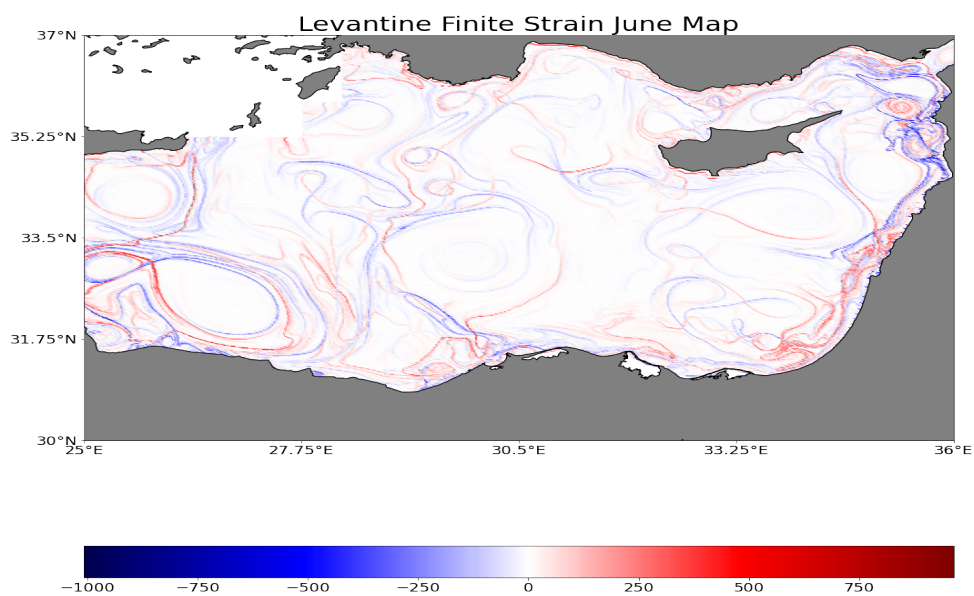 Levantine Finite Strain June Map
37°N
35.25°N
33.5°N
31.75°N
30°N
25°E 27.75°E 30.5°E 33.25°E 36°E
−1000 −750 −500 −250 0 250 500 750